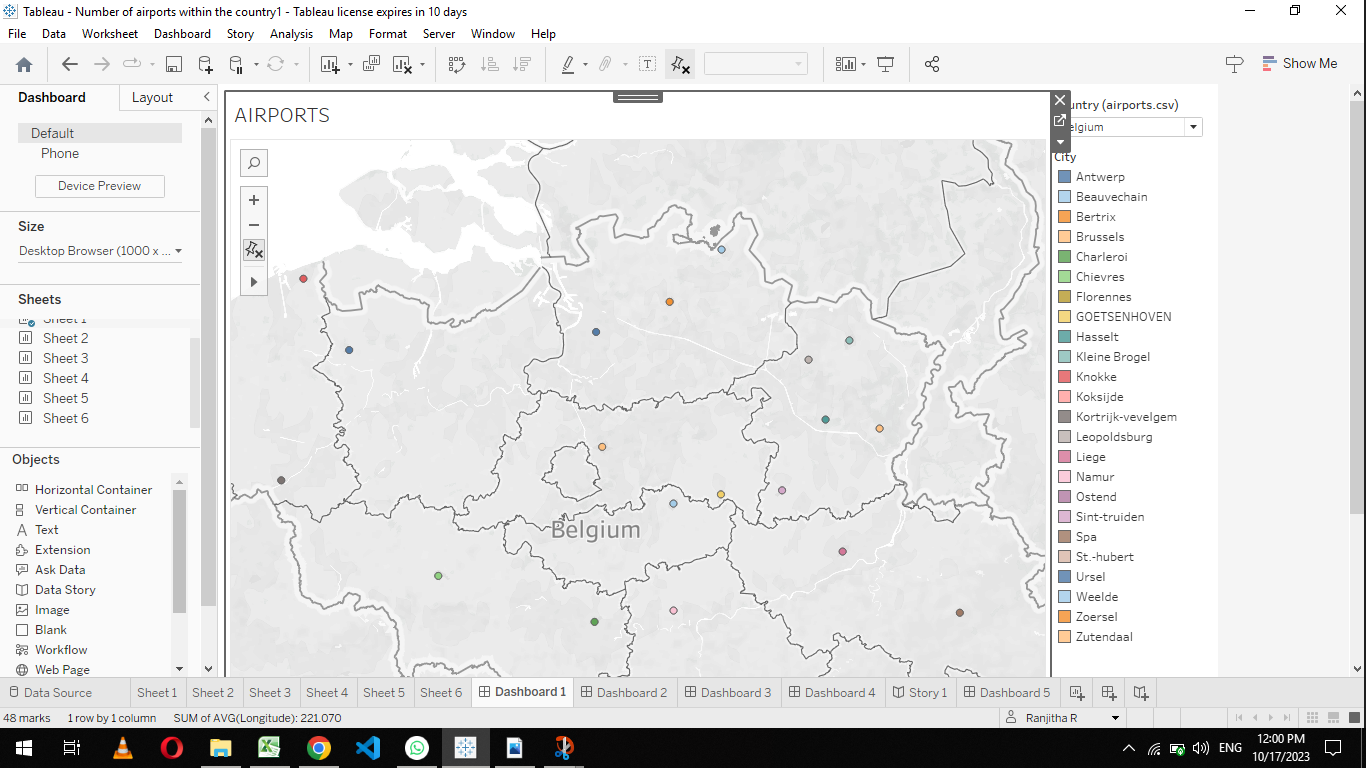 Tableau - Number of airports within the country1 - Tableau license expires in 10 days
File Data Worksheet Dashboard Story Analysis Map Format Server Window Help
Show Me
Dashboard Layout
Default
Phone
Device Preview
Size
Desktop Browser (1000 x ...
Sheets
Sheet 1
Sheet 2
Sheet 3
Sheet 4
Sheet 5
Sheet 6
Objects
Horizontal Container
Vertical Container
Text
Extension
Ask Data
Data Story
Image
Blank
Workflow
Web Page
AIRPORTS
Belgium
untry (airports.csv)
elgium
City
Antwerp
Beauvechain
Bertrix
Brussels
Charleroi
Chievres
Florennes
GOETSENHOVEN
Hasselt
Kleine Brogel
Knokke
Koksijde
Kortrijk-vevelgem
Leopoldsburg
Liege
Namur
Ostend
Sint-truiden
Spa
St.-hubert
Ursel
Weelde
Zoersel
Zutendaal
Data Source Sheet 1 Sheet 2 Sheet 3 Sheet 4 Sheet 5 Sheet 6 Dashboard 1 Dashboard 2 Dashboard 3 Dashboard 4 Story 1 Dashboard 5
48 marks 1 row by 1 column SUM of AVG(Longitude): 221.070 Ranjitha R
ENG
12:00 PM
10/17/2023